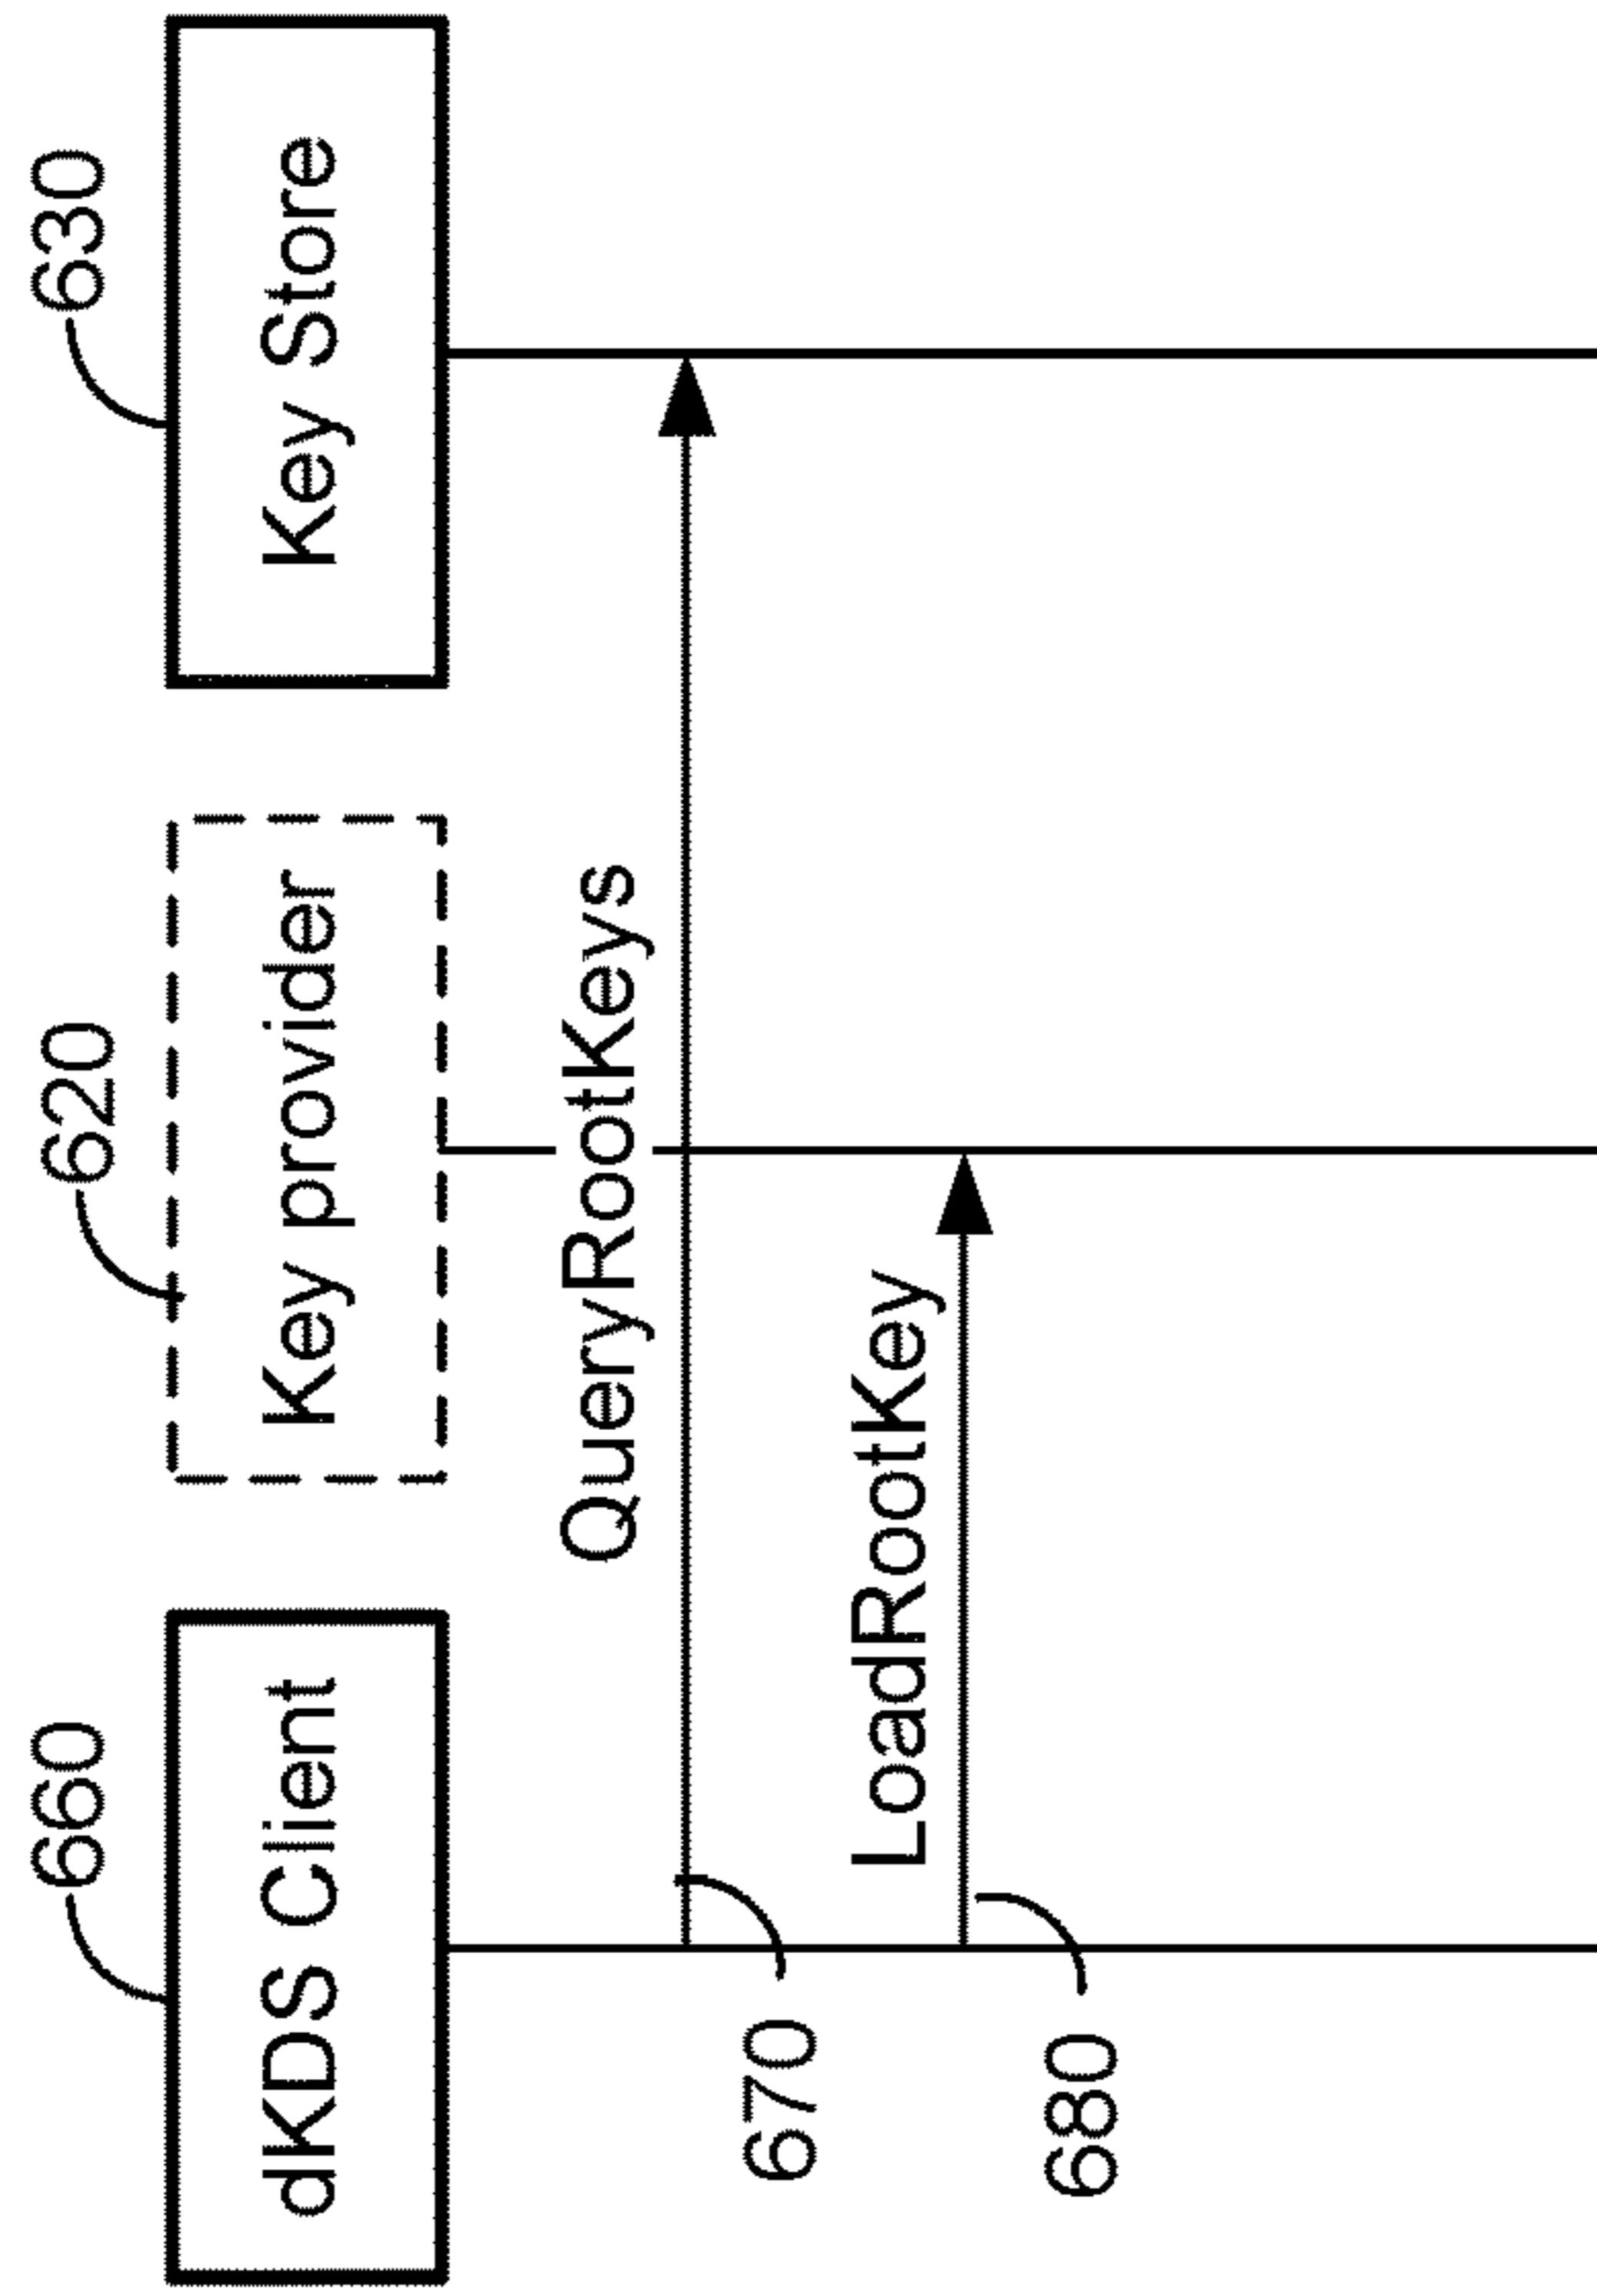 660
620
630
dKDS Client
Key provider
Key Store
QueryRootKeys
670
LoadRootKey
680